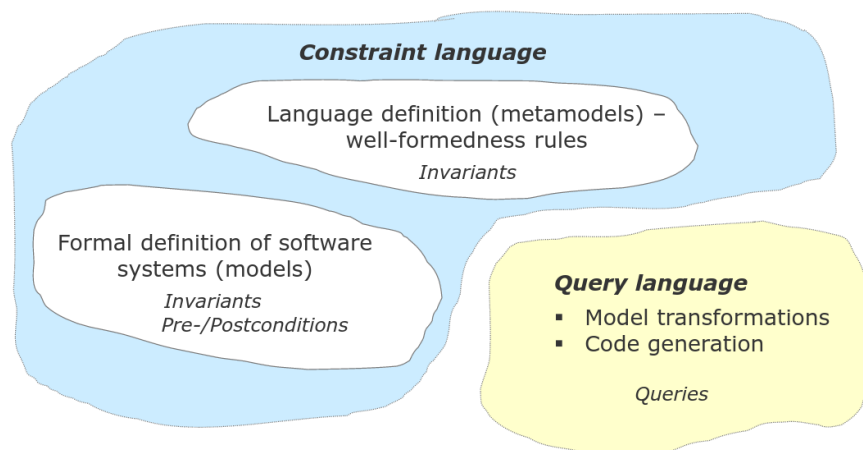 Constraint language
Language definition (metamodels) –
well-formedness rules
Invariants
Formal definition of software
systems (models)
Invariants
Pre-/Postconditions
Query language
▪ Model transformations
▪ Code generation
Queries